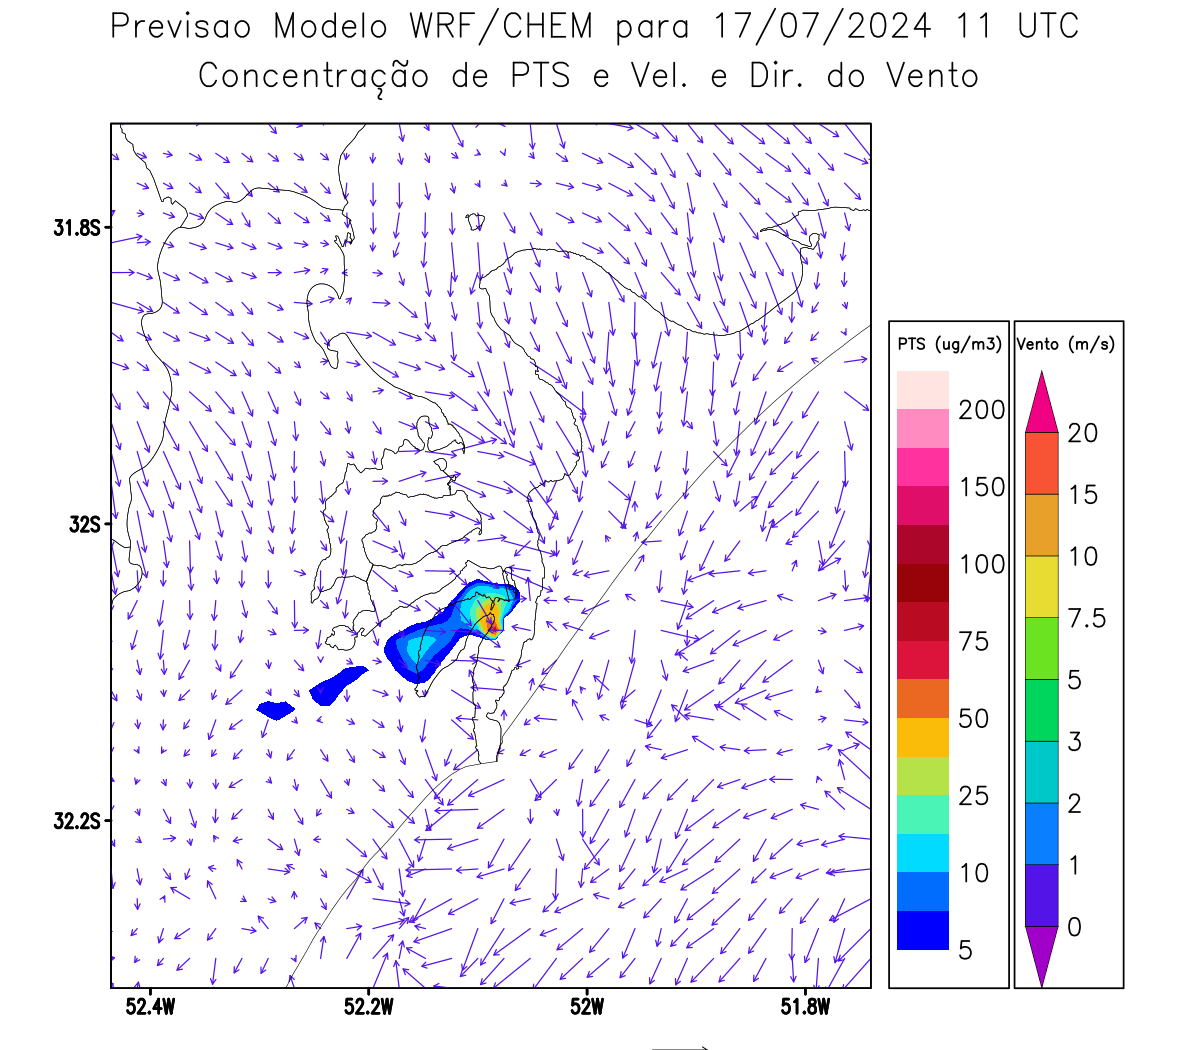 Previsao Modelo WRF/CHEM para 17/07/2024 11 UTC
Concentração de PTS e Vel. e Dir. do Vento
31.8S
32S
32.2S
52.4W
52.2W
52W
51.8W
PTS (ug/m3)
200
150
100
75
50
25
10
5
Vento (m/s)
20
15
10
7.5
5
3
2
1
0